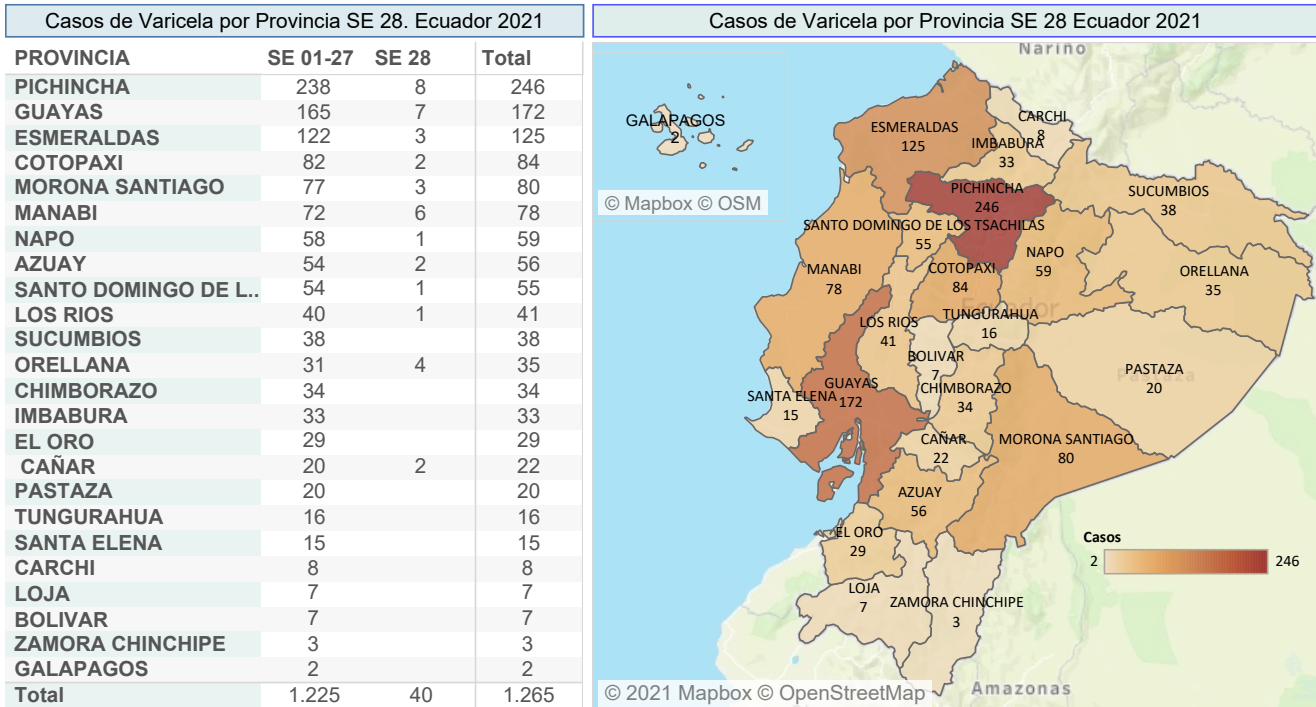 Casos de Varicela por Provincia SE 28. Ecuador 2021
PROVINCIA SE 01-27 SE 28 Total
PICHINCHA 238 8 246
GUAYAS 165 7 172
ESMERALDAS 122 3 125
COTOPAXI 82 2 84
MORONA SANTIAGO 77 3 80
MANABI 72 6 78
NAPO 58 1 59
AZUAY 54 2 56
SANTO DOMINGO DE L.. 54 1 55
LOS RIOS 40 1 41
SUCUMBIOS 38 38
ORELLANA 31 4 35
CHIMBORAZO 34 34
IMBABURA 33 33
EL ORO 29 29
CAÑAR 20 2 22
PASTAZA 20 20
TUNGURAHUA 16 16
SANTA ELENA 15 15
CARCHI 8 8
LOJA 7 7
BOLIVAR 7 7
ZAMORA CHINCHIPE 3 3
GALAPAGOS 2 2
Total 1.225 40 1.265
Casos de Varicela por Provincia SE 28 Ecuador 2021
Nariño
GALAPAGOS
2
© Mapbox © OSM
CARCHI
8
ESMERALDAS
125
IMBABURA
33
PICHINCHA
246
SUCUMBIOS
38
SANTO DOMINGO DE LOS TSACHILAS
55
NAPO
59
MANABI
78
COTOPAXI
84
ORELLANA
35
Ecuador
TUNGURAHUA
16
LOS RIOS
41
BOLIVAR
7
PASTAZA
20
Pastaza
GUAYAS
172
CHIMBORAZO
34
SANTA ELENA
15
CAÑAR
22
MORONA SANTIAGO
80
AZUAY
56
EL ORO
29
Casos
2 246
LOJA
7
ZAMORA CHINCHIPE
3
© 2021 Mapbox © OpenStreetMap
Amazonas